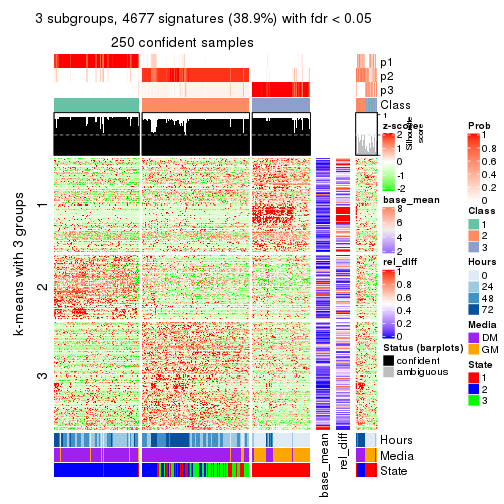 3 subgroups, 4677 signatures (38.9%) with fdr < 0.05
250 confident samples
p1
p2
p3
Class
1
Silhouette score
k-means with 3 groups
1
2
3
z-score
2
1
0
-1
-2
base_mean
8
6
4
2
rel_diff
1
0.8
0.6
0.4
0.2
0
Status (barplots)
confident
ambiguous
Prob
1
0.8
0.6
0.4
0.2
0
Class
1
2
3
Hours
0
24
48
72
Media
DM
GM
State
1
2
3
Hours
Media
State
base_mean
rel_diff